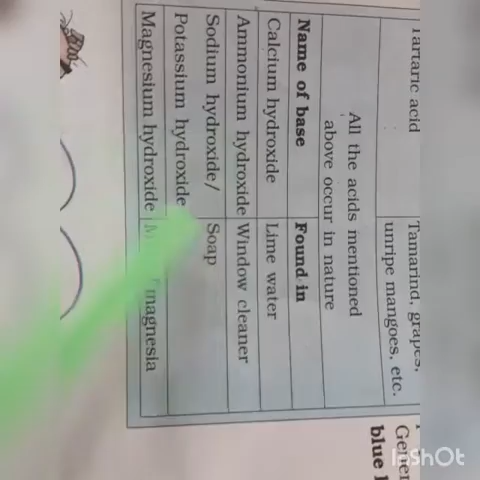 Tartaric acid Tamarind, grapes,
unripe mangoes, etc.
All the acids mentioned
above occur in nature
Name of base Found in
Calcium hydroxide Lime water
Ammonium hydroxide Window cleaner
Sodium hydroxide/ Soap
Potassium hydroxide
Magnesium hydroxide magnesia
blue
InShOt